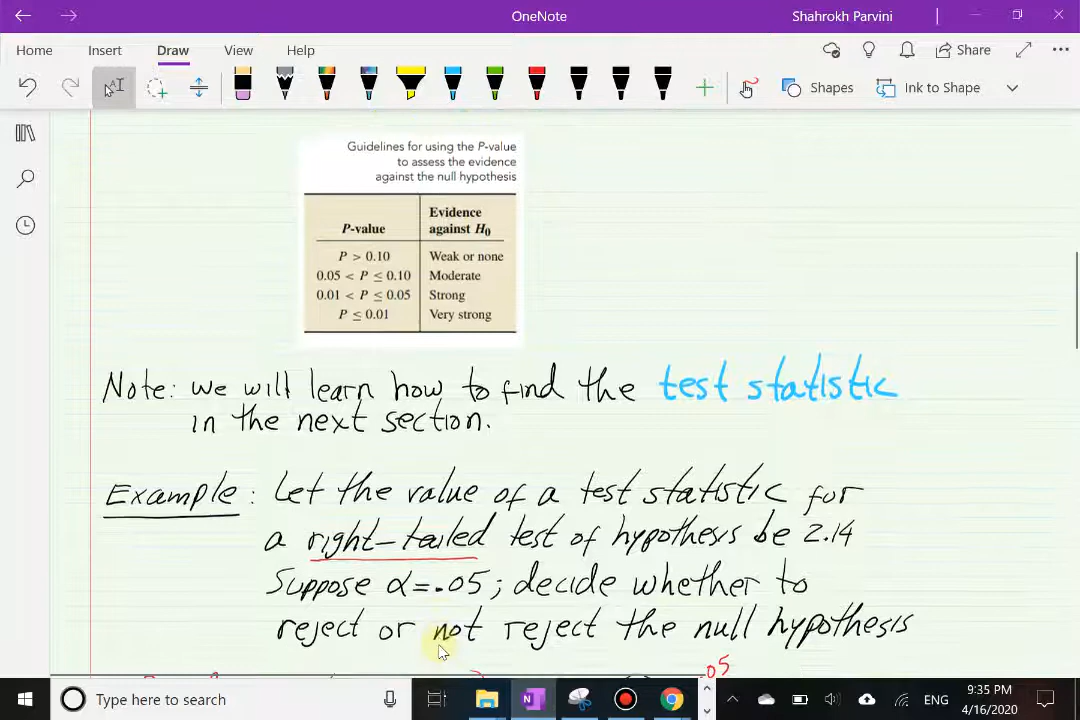 OneNote
Shahrokh Parvini
Home
Insert
Draw
View
Help
Share
Shapes
Ink to Shape
Guidelines for using the P-value
to assess the evidence
against the null hypothesis
P-value
Evidence
against H₀
P > 0.10 Weak or none
0.05 < P ≤ 0.10 Moderate
0.01 < P ≤ 0.05 Strong
P ≤ 0.01 Very strong
Note: we will learn how to find the test statistic
in the next section.
Example: Let the value of a test statistic for
a right-tailed test of hypothesis be 2.14
Suppose α=.05; decide whether to
reject or not reject the null hypothesis
.05
Type here to search
ENG
9:35 PM
4/16/2020